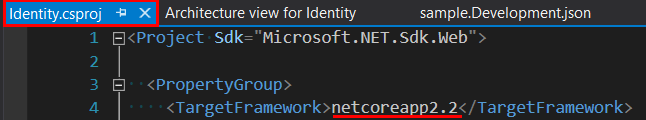 Identity.csproj Architecture view for Identity sample.Development.json
1 <Project Sdk="Microsoft.NET.Sdk.Web">
2
3 <PropertyGroup>
4 <TargetFramework>netcoreapp2.2</TargetFramework>